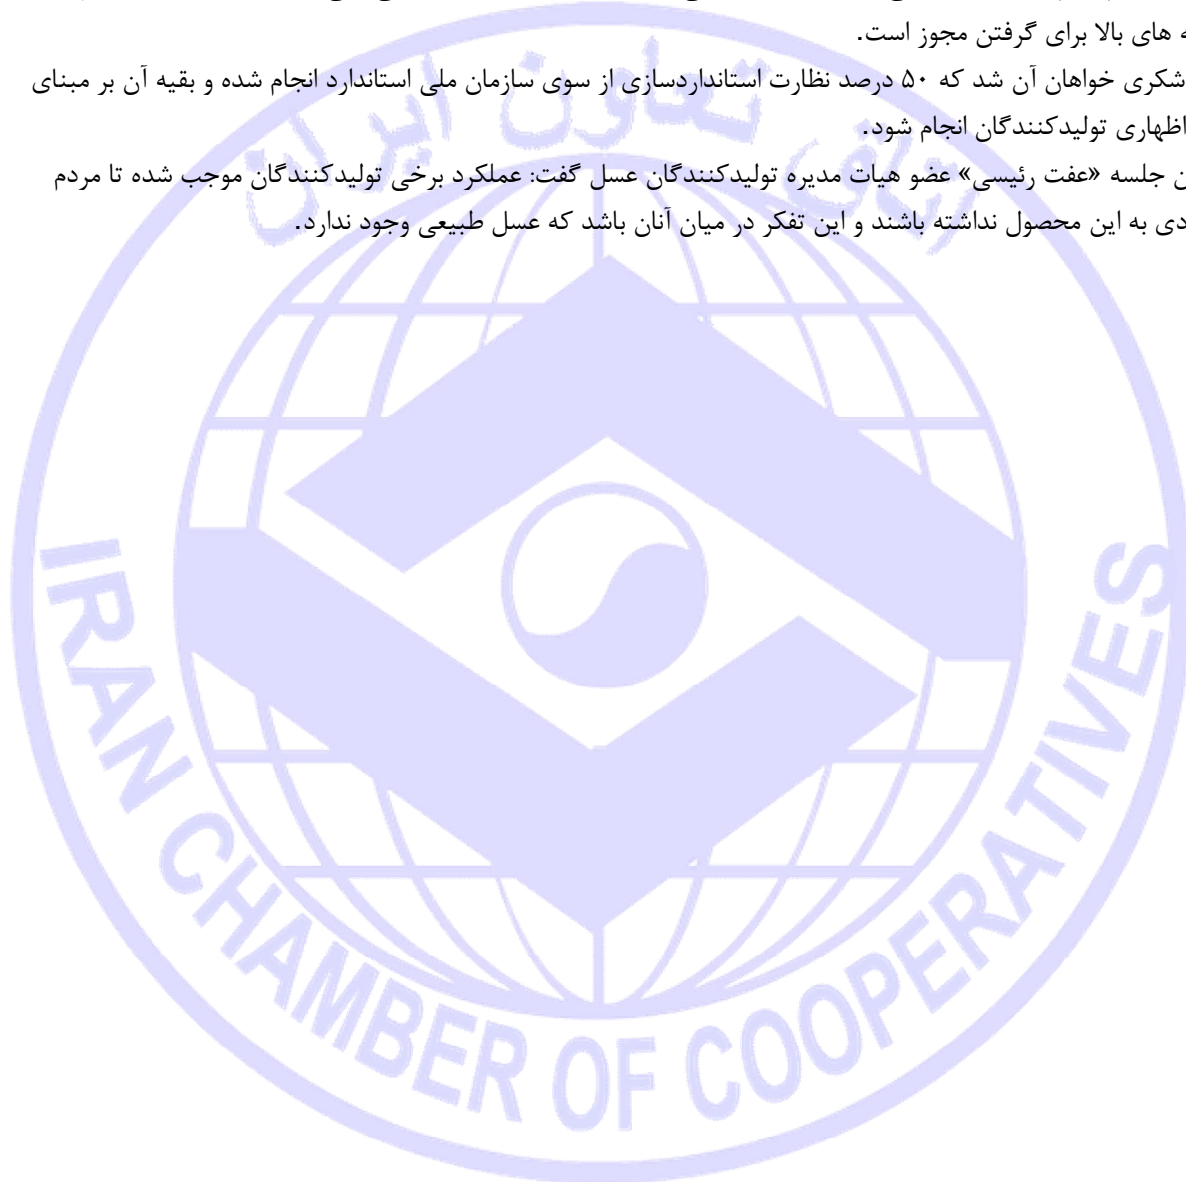 ه های بالا برای گرفتن مجوز است.
شکری خواهان آن شد که ۵۰ درصد نظارت استانداردسازی از سوی سازمان ملی استاندارد انجام شده و بقیه آن بر مبنای
اظهاری تولیدکنندگان انجام شود.
ن جلسه «عفت رئیسی» عضو هیات مدیره تولیدکنندگان عسل گفت: عملکرد برخی تولیدکنندگان موجب شده تا مردم
دی به این محصول نداشته باشند و این تفکر در میان آنان باشد که عسل طبیعی وجود ندارد.
اتاق تعاون ایران
IRAN CHAMBER OF COOPERATIVES